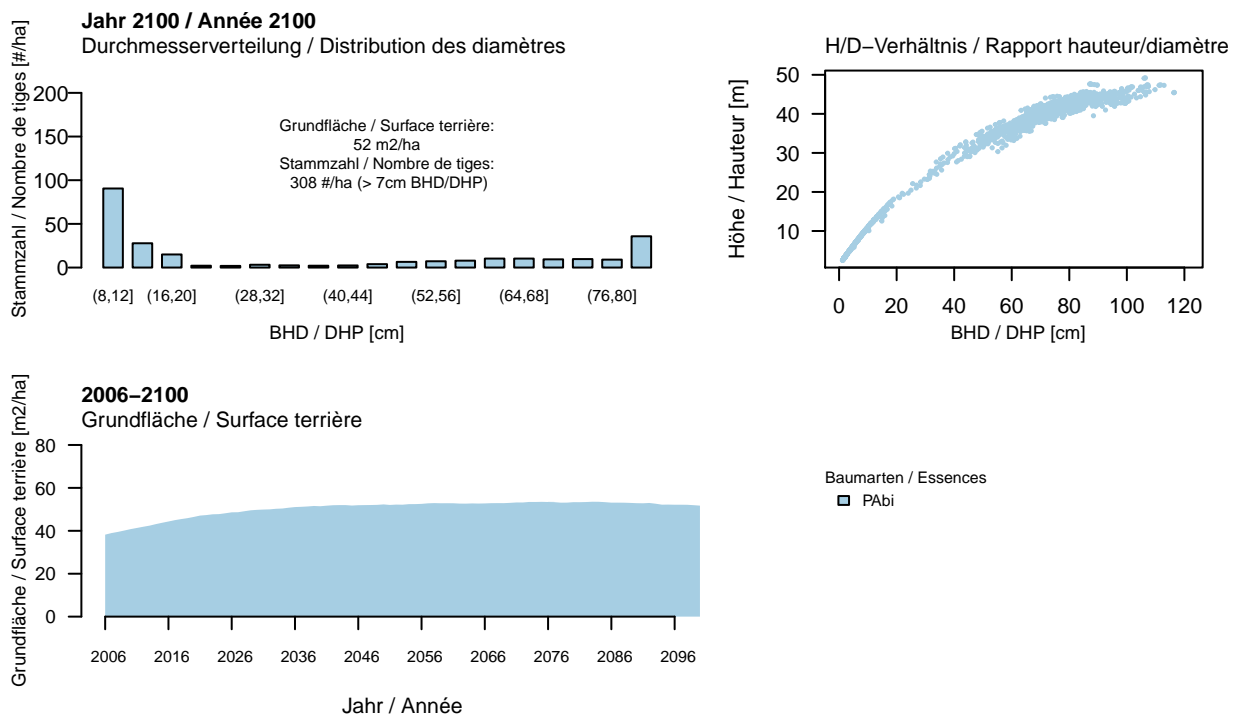 Jahr 2100 / Année 2100
Durchmesserverteilung / Distribution des diamètres
Stammzahl / Nombre de tiges [#/ha]
200
150
100
50
0
Grundfläche / Surface terrière:
52 m2/ha
Stammzahl / Nombre de tiges:
308 #/ha (> 7cm BHD/DHP)
(8,12] (16,20] (28,32] (40,44] (52,56] (64,68] (76,80]
BHD / DHP [cm]
H/D−Verhältnis / Rapport hauteur/diamètre
Höhe / Hauteur [m]
50
40
30
20
10
0 20 40 60 80 100 120
BHD / DHP [cm]
2006−2100
Grundfläche / Surface terrière
Grundfläche / Surface terrière [m2/ha]
80
60
40
20
0
2006 2016 2026 2036 2046 2056 2066 2076 2086 2096
Jahr / Année
Baumarten / Essences
PAbi